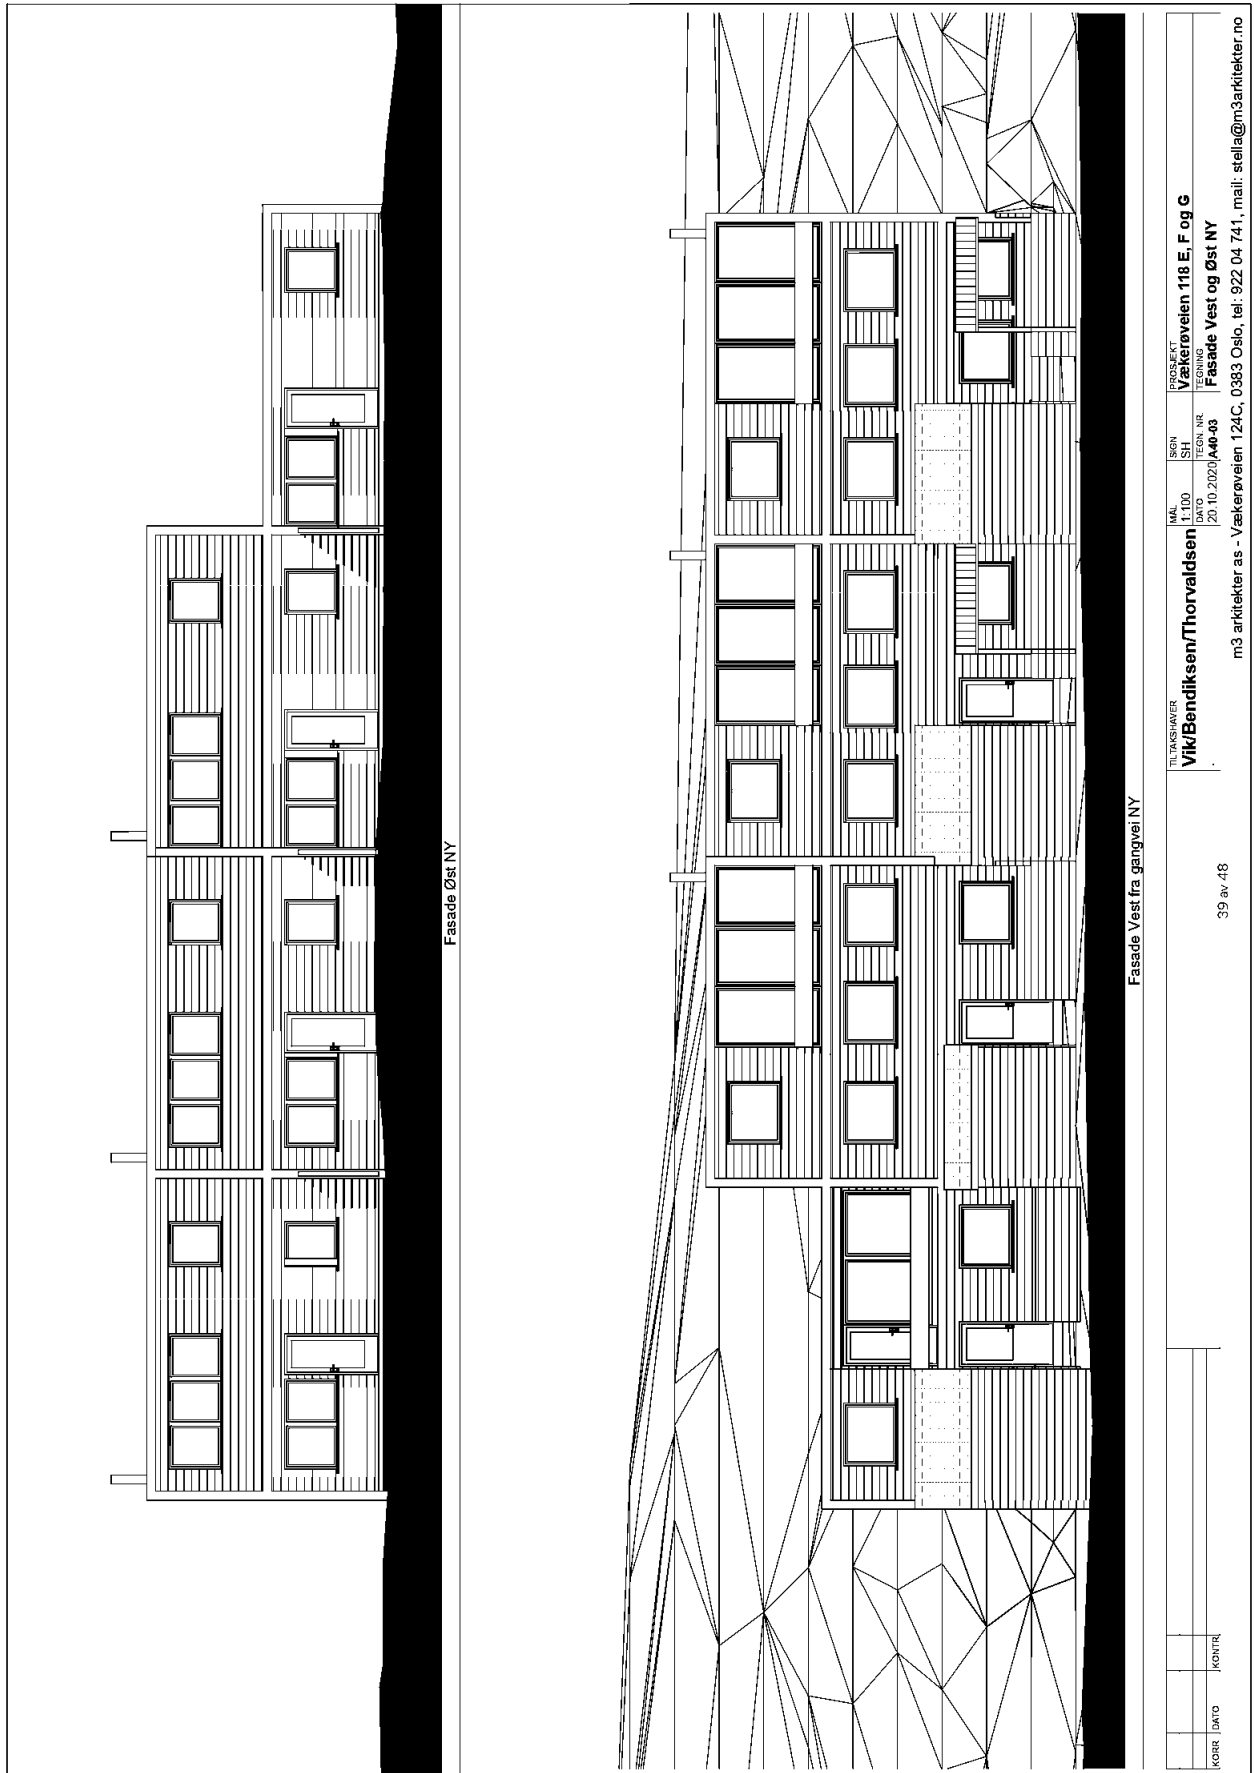 Fasade Øst NY
Fasade Vest fra gangvei NY
KORR DATO KONTR
TILTAKSHAVER
Vik/Bendiksen/Thorvaldsen
.
MÅL
1:100
SIGN
SH
PROSJEKT
Vækerøveien 118 E, F og G
DATO
20.10.2020
TEGN. NR.
A40-03
TEGNING
Fasade Vest og Øst NY
m3 arkitekter as - Vækerøveien 124C, 0383 Oslo, tel: 922 04 741, mail: stella@m3arkitekter.no
39 av 48